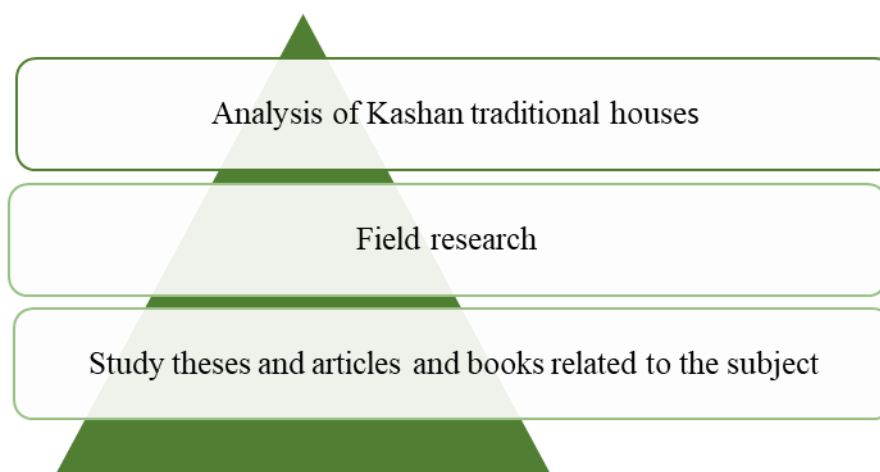 Analysis of Kashan traditional houses
Field research
Study theses and articles and books related to the subject